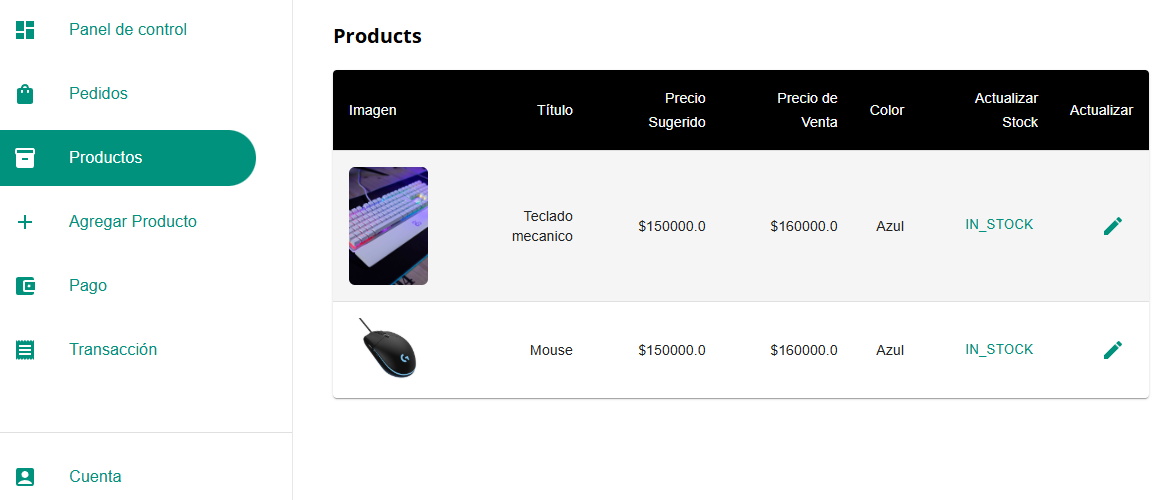 Panel de control
Pedidos
Productos
Agregar Producto
Pago
Transacción
Cuenta
Products
Imagen
Título
Precio
Sugerido
Precio de
Venta
Color
Actualizar
Stock
Actualizar
Teclado
mecanico
$150000.0
$160000.0
Azul
IN_STOCK
Mouse
$150000.0
$160000.0
Azul
IN_STOCK